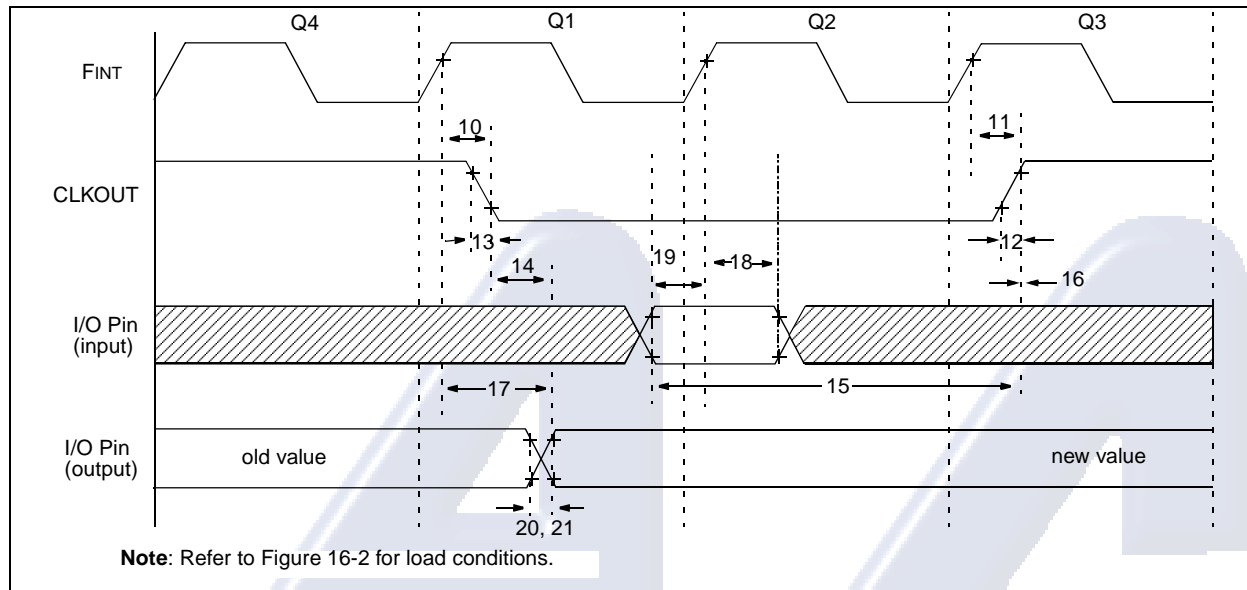 Q4 Q1 Q2 Q3
FINT
10
11
CLKOUT
13
12
19
18
14
16
I/O Pin
(input)
17
15
I/O Pin
(output)
old value
new value
20, 21
Note: Refer to Figure 16-2 for load conditions.